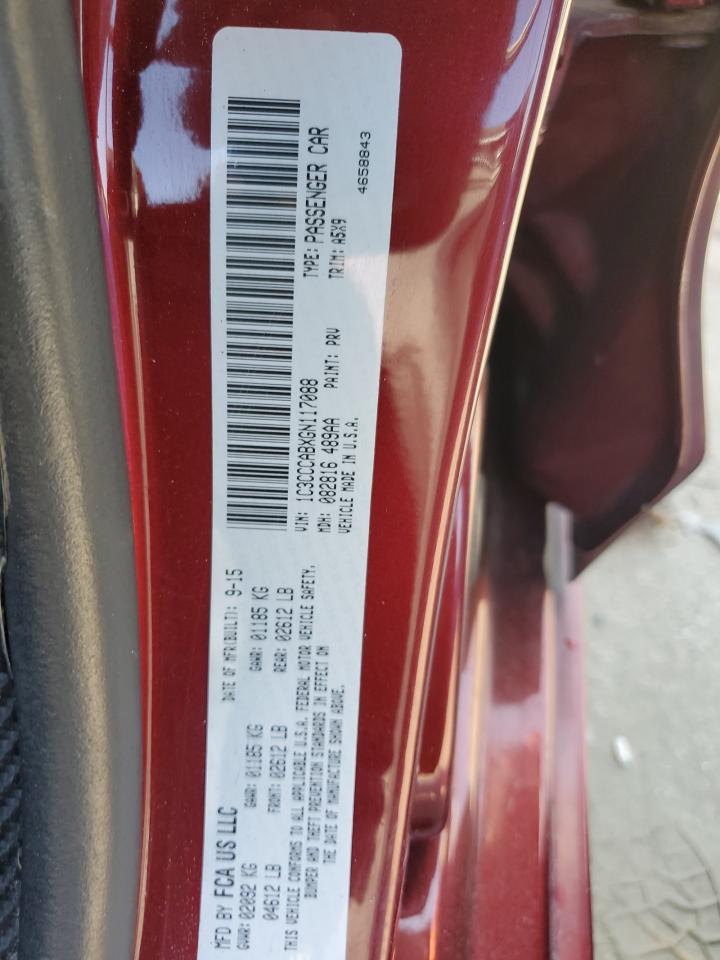 MFD BY FCA US LLC DATE OF MFR(BUILT): 9-15
GVWR: 02092 KG GAWR: 01185 KG GAWR: 01185 KG
04612 LB FRONT: 02612 LB REAR: 02612 LB
THIS VEHICLE CONFORMS TO ALL APPLICABLE U.S.A. FEDERAL MOTOR VEHICLE SAFETY,
BUMPER AND THEFT PREVENTION STANDARDS IN EFFECT ON
THE DATE OF MANUFACTURE SHOWN ABOVE.
VIN: 1C3CCCABXGN117088 TYPE: PASSENGER CAR
MDH: 082816 489AA PAINT: PRV TRIM: A5X9
VEHICLE MADE IN U.S.A. 4658843